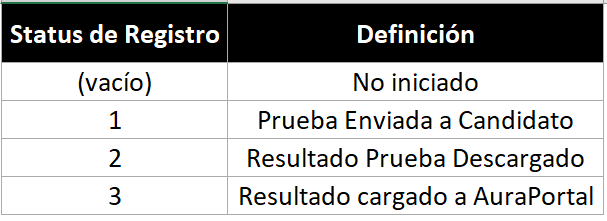 Status de Registro Definición
(vacío) No iniciado
1 Prueba Enviada a Candidato
2 Resultado Prueba Descargado
3 Resultado cargado a AuraPortal